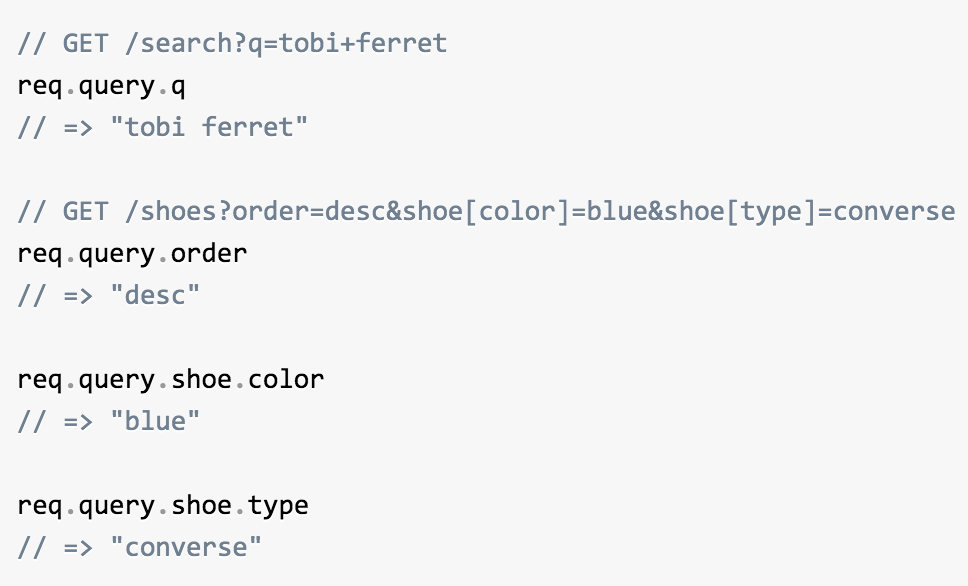 // GET /search?q=tobi+ferret
req.query.q
// => "tobi ferret"
// GET /shoes?order=desc&shoe[color]=blue&shoe[type]=converse
req.query.order
// => "desc"
req.query.shoe.color
// => "blue"
req.query.shoe.type
// => "converse"